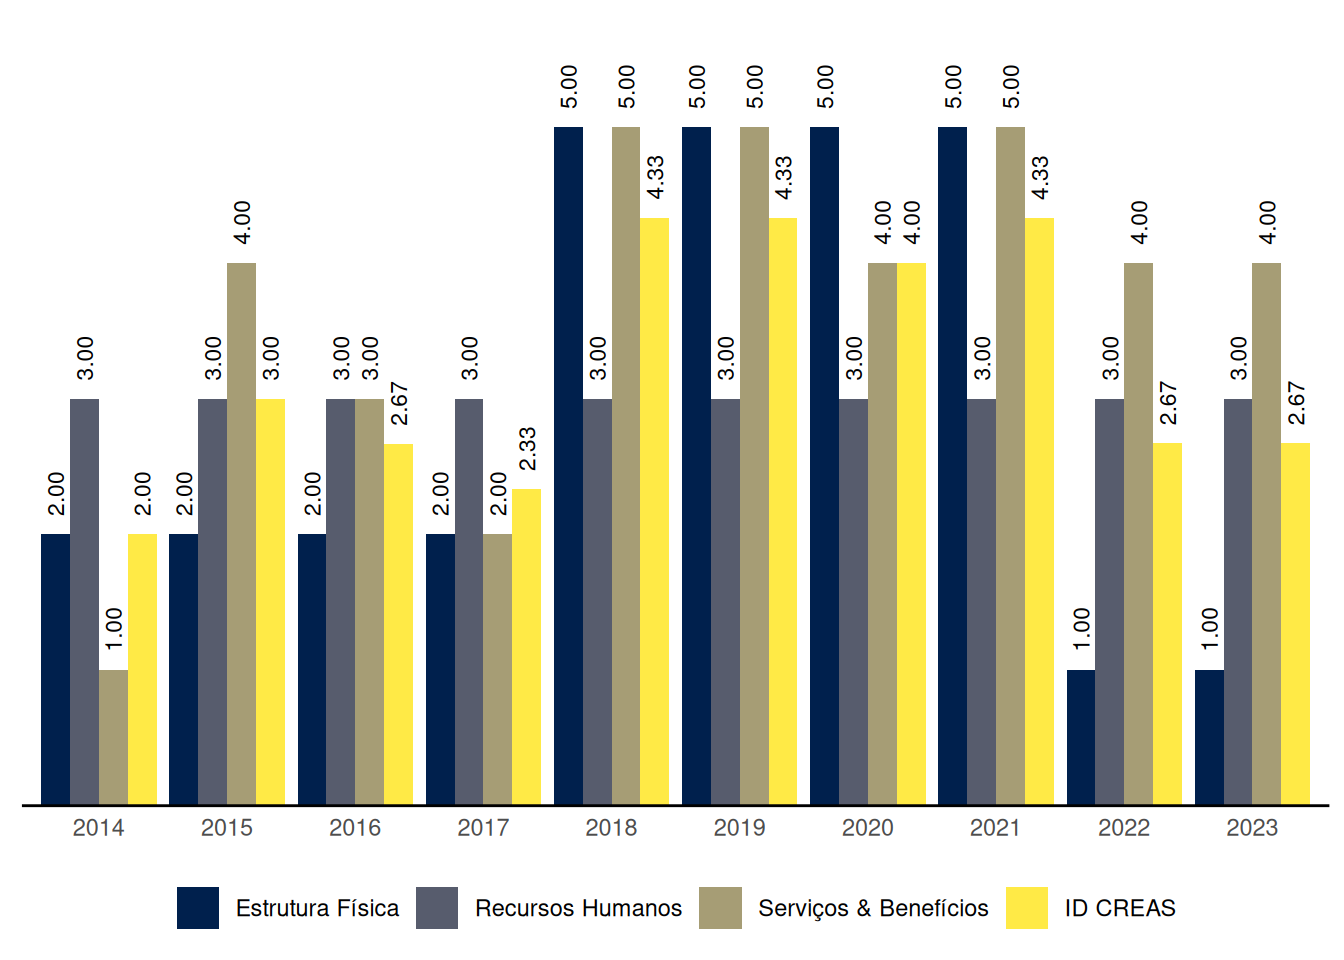 5.00 5.00 5.00 5.00 5.00 5.00 5.00
4.33 4.33 4.33
4.00 4.00 4.00 4.00 4.00
3.00 3.00 3.00 3.00 3.00 3.00 3.00 3.00 3.00 3.00 3.00 3.00
2.67 2.67 2.67
2.33
2.00 2.00 2.00 2.00 2.00 2.00
1.00 1.00 1.00
2014 2015 2016 2017 2018 2019 2020 2021 2022 2023
Estrutura Física Recursos Humanos Serviços & Benefícios ID CREAS